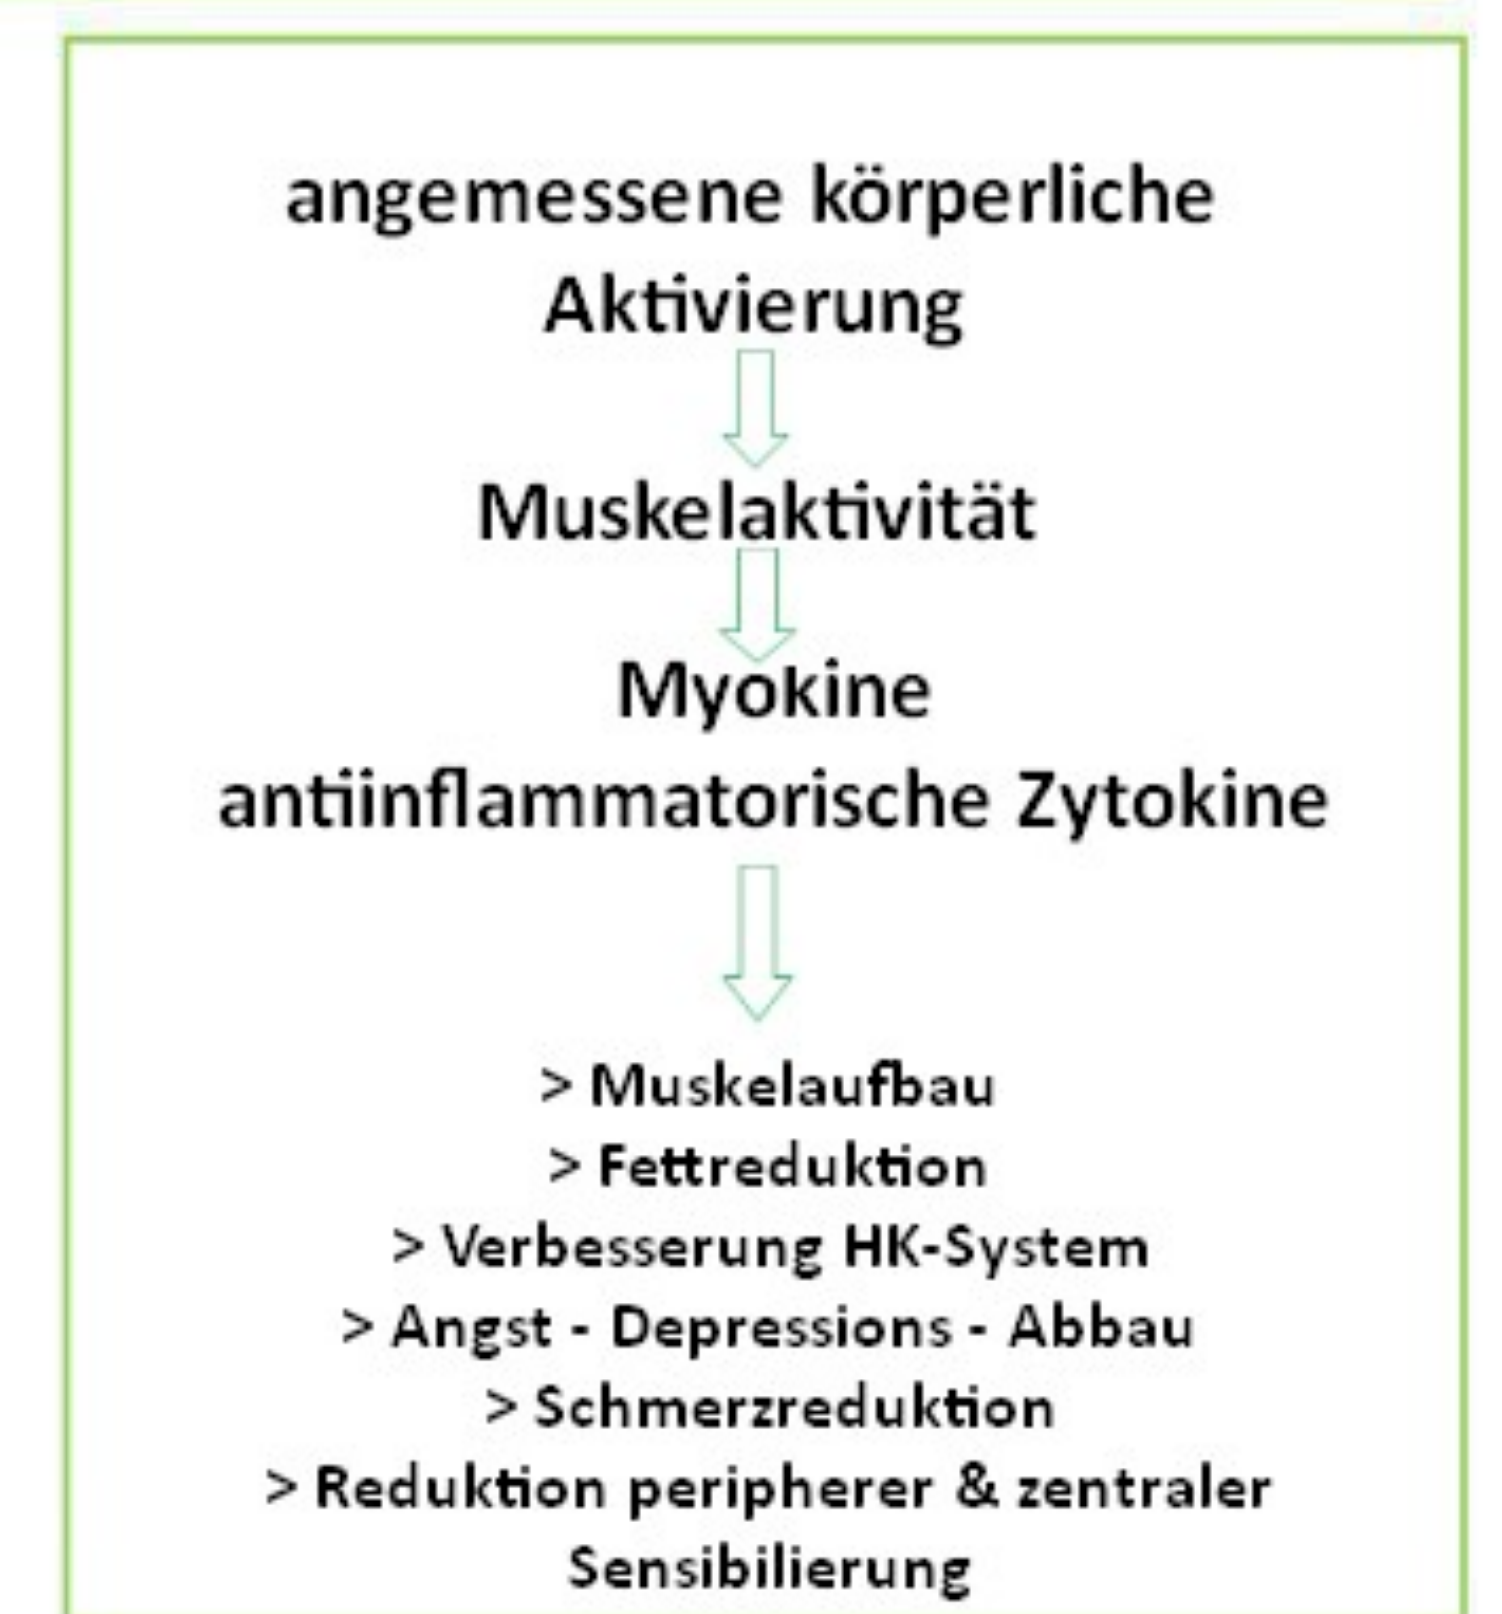 angemessene körperliche
Aktivierung
Muskelaktivität
Myokine
antiinflammatorische Zytokine
> Muskelaufbau
> Fettreduktion
> Verbesserung HK-System
> Angst - Depressions - Abbau
> Schmerzreduktion
> Reduktion peripherer & zentraler
Sensibilierung